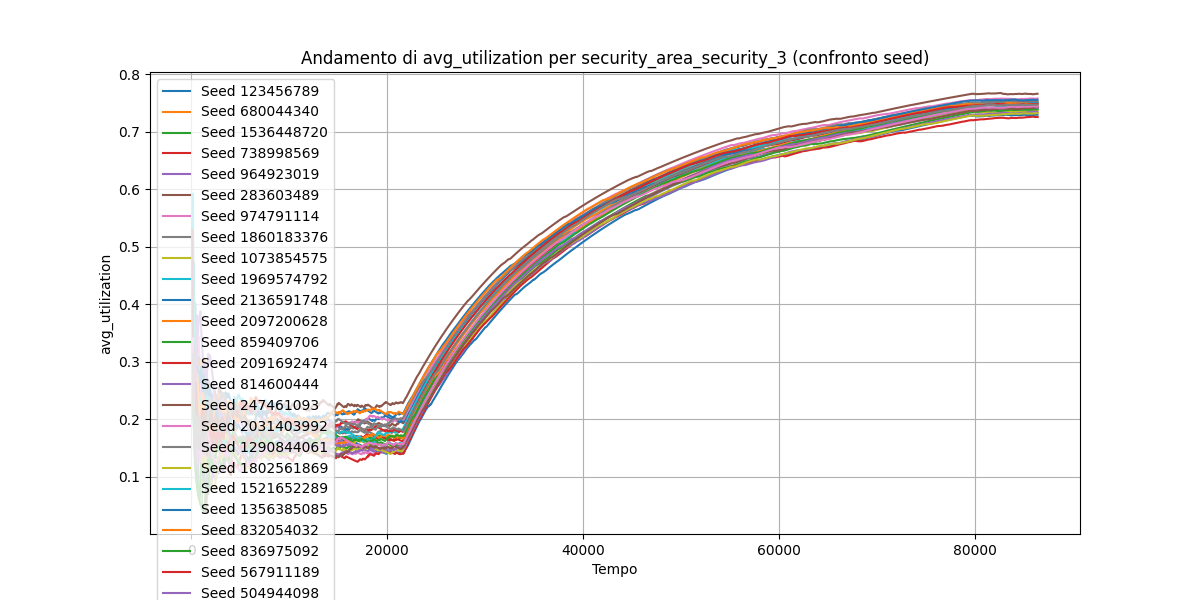 Andamento di avg_utilization per security_area_security_3 (confronto seed)
0.8
0.7
0.6
0.5
0.4
0.3
0.2
0.1
avg_utilization
Seed 123456789
Seed 680044340
Seed 1536448720
Seed 738998569
Seed 964923019
Seed 283603489
Seed 974791114
Seed 1860183376
Seed 1073854575
Seed 1969574792
Seed 2136591748
Seed 2097200628
Seed 859409706
Seed 2091692474
Seed 814600444
Seed 247461093
Seed 2031403992
Seed 1290844061
Seed 1802561869
Seed 1521652289
Seed 1356385085
Seed 832054032
Seed 836975092
Seed 567911189
Seed 504944098
0 20000 40000 60000 80000
Tempo